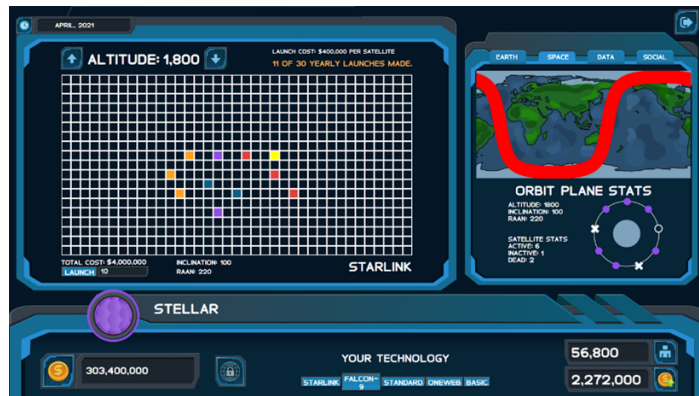 APRIL, 2021
ALTITUDE: 1,800
LAUNCH COST: $400,000 PER SATELLITE
11 OF 30 YEARLY LAUNCHES MADE.
TOTAL COST: $4,000,000
LAUNCH 10
INCLINATION: 100
RAAN: 220
STARLINK
EARTH SPACE DATA SOCIAL
ORBIT PLANE STATS
ALTITUDE: 1800
INCLINATION: 100
RAAN: 220
SATELLITE STATS
ACTIVE: 6
INACTIVE: 1
DEAD: 2
STELLAR
303,400,000
YOUR TECHNOLOGY
STARLINK FALCON-
9 STANDARD ONEWEB BASIC
56,800
2,272,000